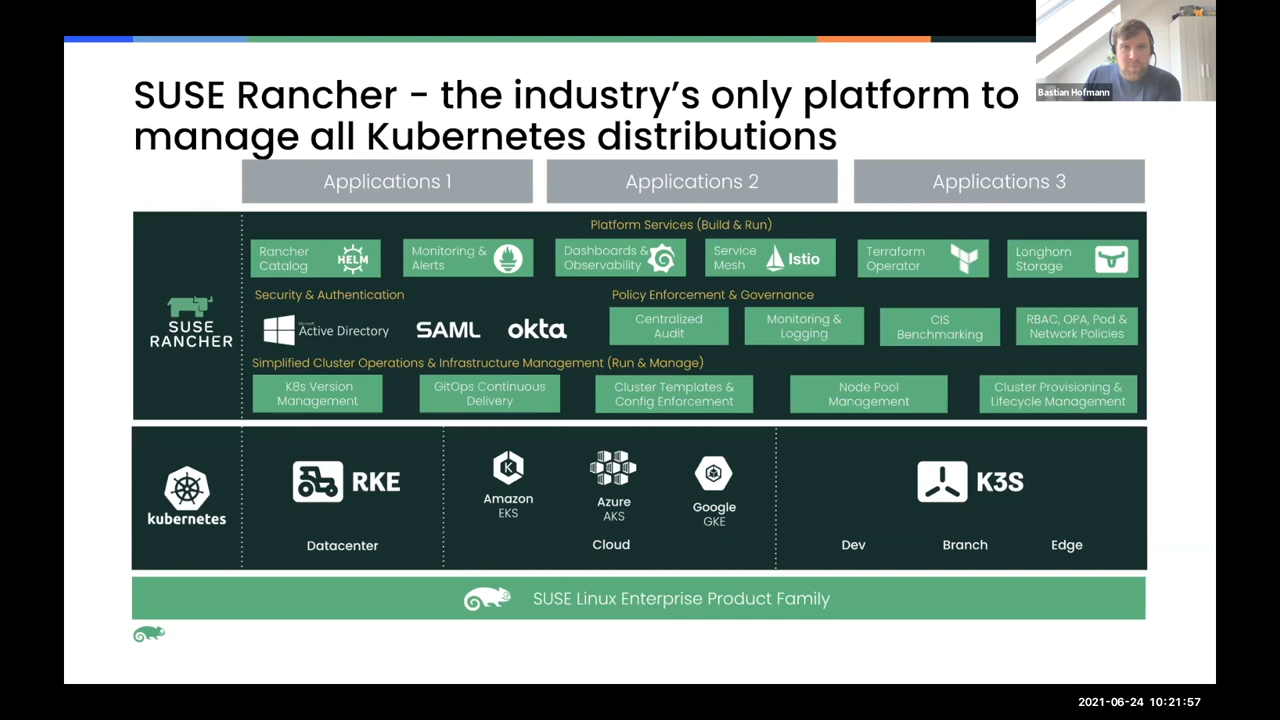 Bastian Hofmann
SUSE Rancher - the industry's only platform to
manage all Kubernetes distributions
Applications 1
Applications 2
Applications 3
SUSE
RANCHER
Platform Services (Build & Run)
Rancher
Catalog
HELM
Monitoring &
Alerts
Dashboards &
Observability
Service
Mesh
Istio
Terraform
Operator
Longhorn
Storage
Security & Authentication
Microsoft
Active Directory
SAML
okta
Policy Enforcement & Governance
Centralized
Audit
Monitoring &
Logging
CIS
Benchmarking
RBAC, OPA, Pod &
Network Policies
Simplified Cluster Operations & Infrastructure Management (Run & Manage)
K8s Version
Management
GitOps Continuous
Delivery
Cluster Templates &
Config Enforcement
Node Pool
Management
Cluster Provisioning &
Lifecycle Management
kubernetes
RKE
Datacenter
K
Amazon
EKS
Azure
AKS
Google
GKE
Cloud
K3S
Dev
Branch
Edge
SUSE Linux Enterprise Product Family
2021-06-24 10:21:57